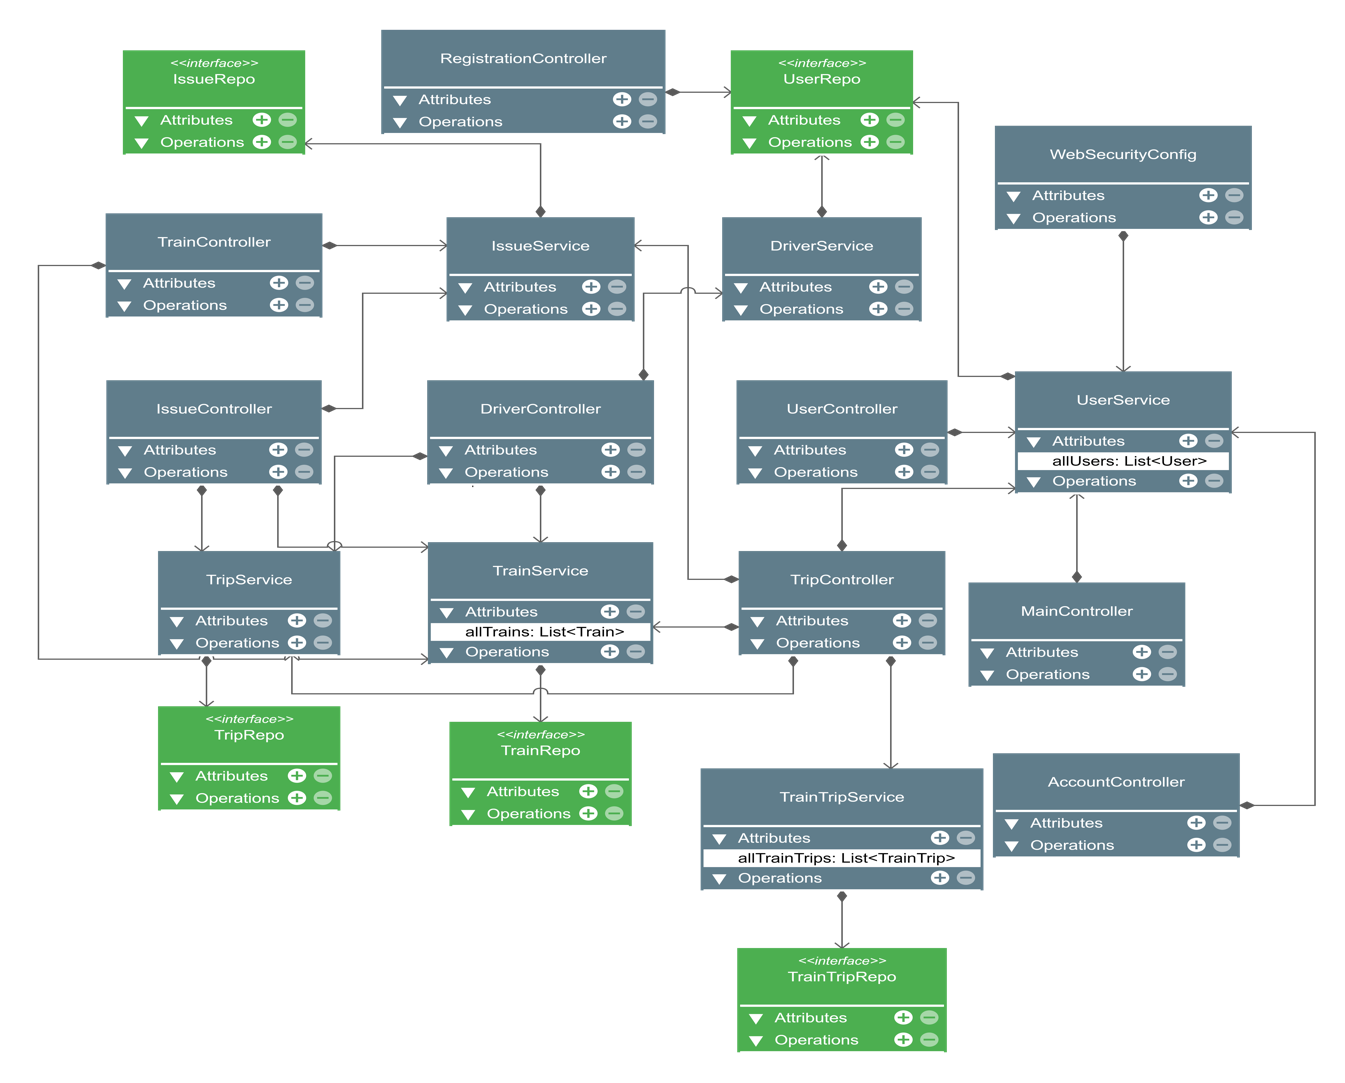 <<interface>>
IssueRepo
Attributes
Operations
RegistrationController
Attributes
Operations
<<interface>>
UserRepo
Attributes
Operations
WebSecurityConfig
Attributes
Operations
TrainController
Attributes
Operations
IssueService
Attributes
Operations
DriverService
Attributes
Operations
IssueController
Attributes
Operations
DriverController
Attributes
Operations
UserController
Attributes
Operations
UserService
Attributes
allUsers: List<User>
Operations
TripService
Attributes
Operations
TrainService
Attributes
allTrains: List<Train>
Operations
TripController
Attributes
Operations
MainController
Attributes
Operations
<<interface>>
TripRepo
Attributes
Operations
<<interface>>
TrainRepo
Attributes
Operations
TrainTripService
Attributes
allTrainTrips: List<TrainTrip>
Operations
AccountController
Attributes
Operations
<<interface>>
TrainTripRepo
Attributes
Operations